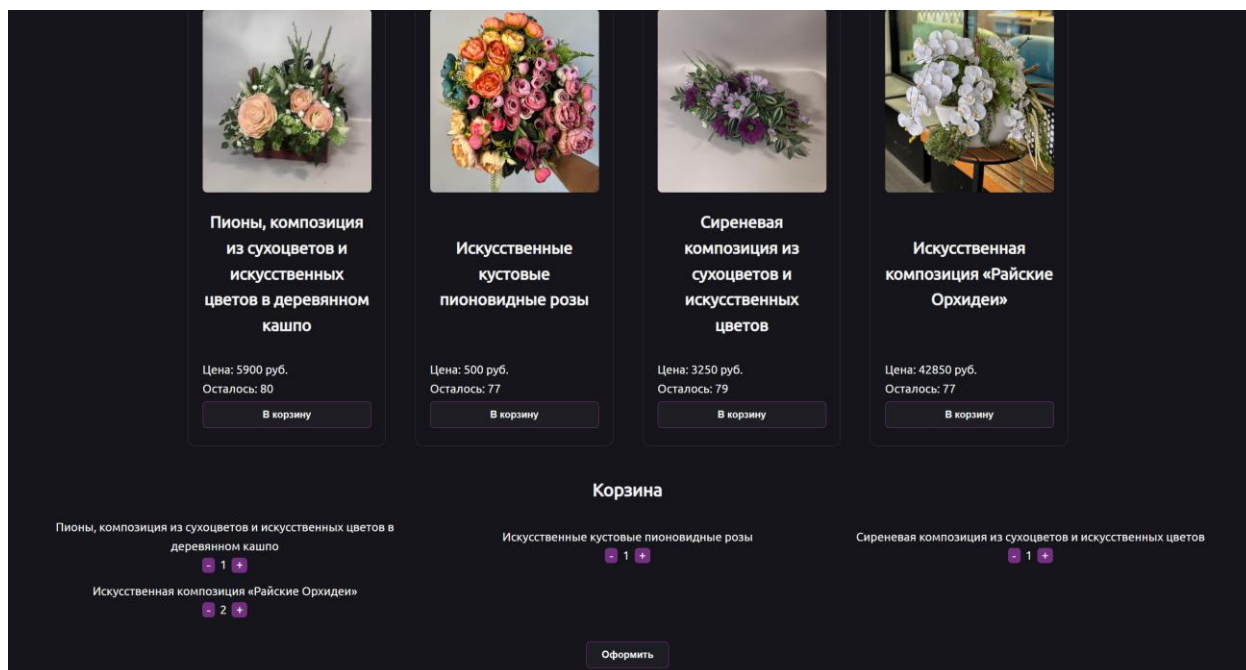 Пионы, композиция
из сухоцветов и
искусственных
цветов в деревянном
кашпо
Цена: 5900 руб.
Осталось: 80
В корзину
Искусственные
кустовые
пионовидные розы
Цена: 500 руб.
Осталось: 77
В корзину
Сиреневая
композиция из
сухоцветов и
искусственных
цветов
Цена: 3250 руб.
Осталось: 79
В корзину
Искусственная
композиция «Райские
Орхидеи»
Цена: 42850 руб.
Осталось: 77
В корзину
Корзина
Пионы, композиция из сухоцветов и искусственных цветов в
деревянном кашпо
- 1 +
Искусственные кустовые пионовидные розы
- 1 +
Сиреневая композиция из сухоцветов и искусственных цветов
- 1 +
Искусственная композиция «Райские Орхидеи»
- 2 +
Оформить